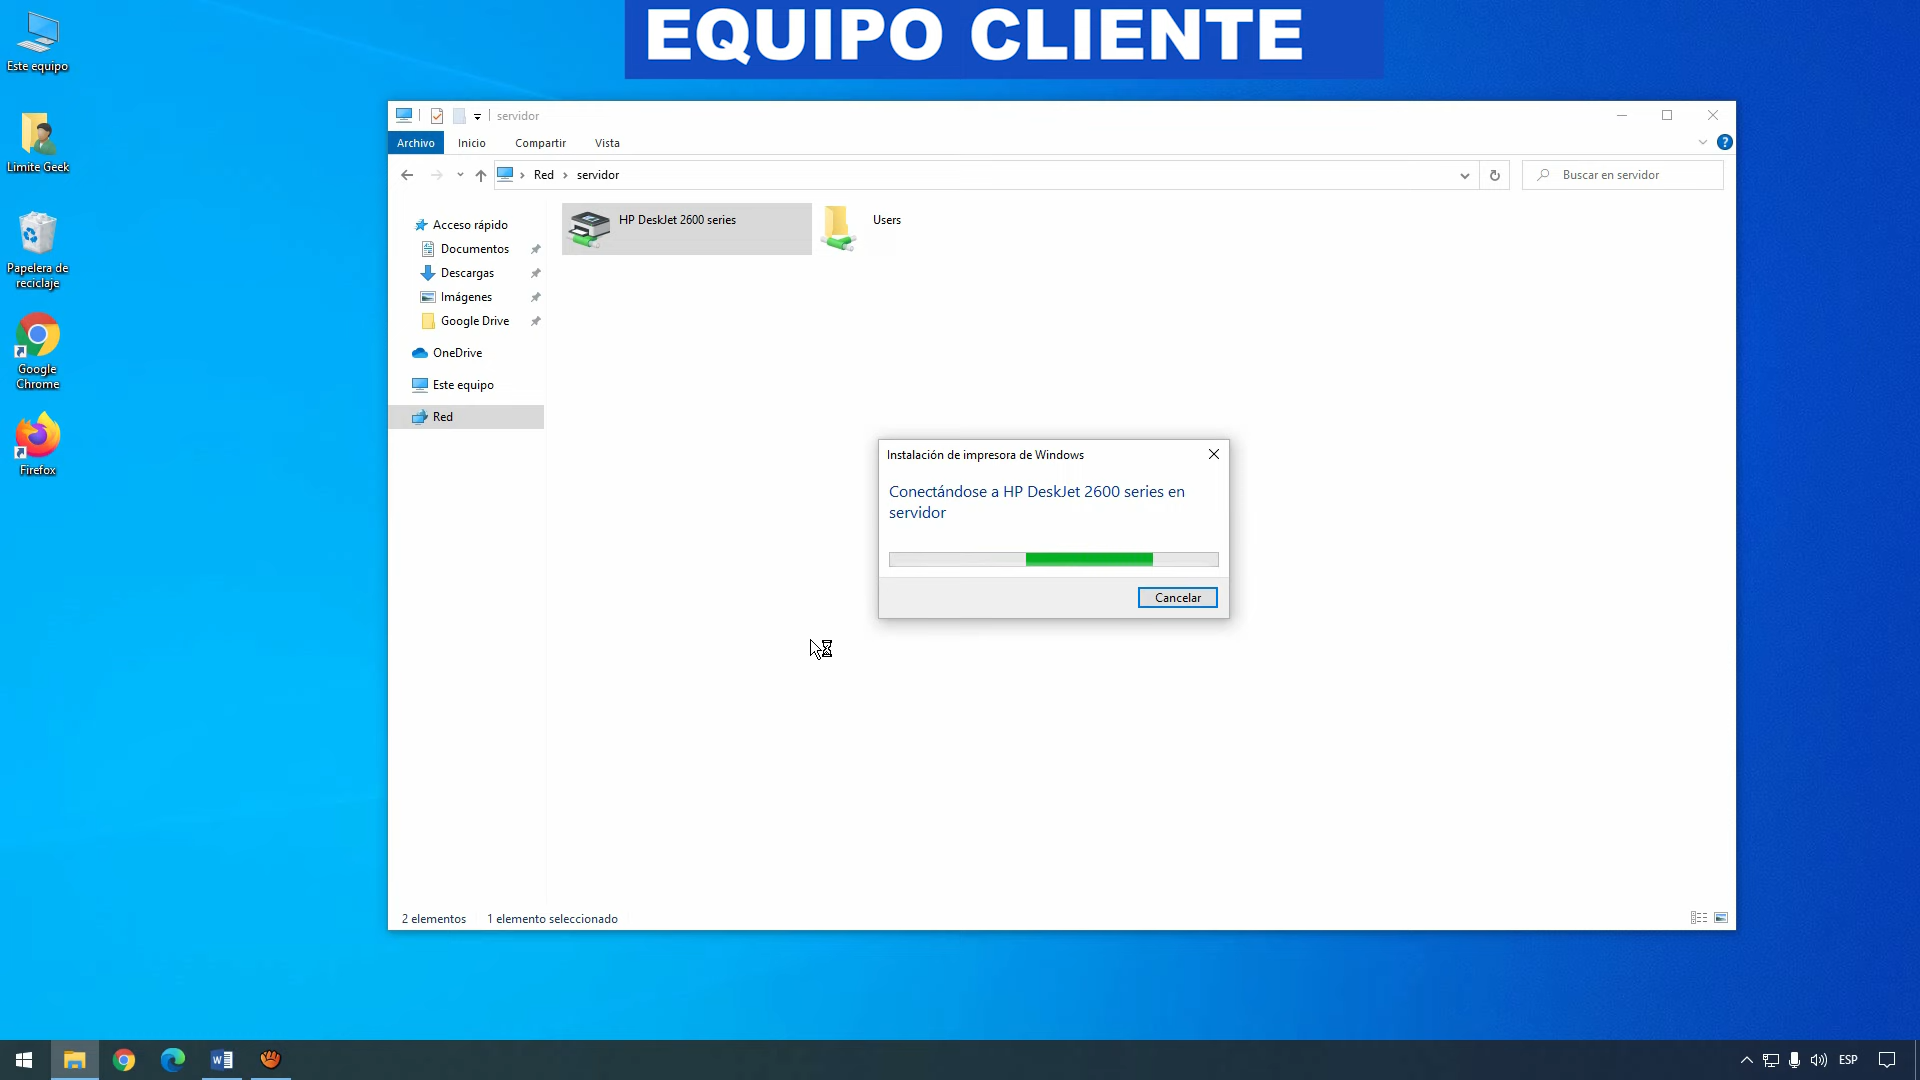 EQUIPO CLIENTE
Este equipo
Limite Geek
Papelera de
reciclaje
Google
Chrome
Firefox
servidor
Archivo
Inicio
Compartir
Vista
Red
servidor
Buscar en servidor
Acceso rápido
Documentos
Descargas
Imágenes
Google Drive
OneDrive
Este equipo
Red
HP DeskJet 2600 series
Users
Instalación de impresora de Windows
Conectándose a HP DeskJet 2600 series en
servidor
Cancelar
2 elementos
1 elemento seleccionado
ESP